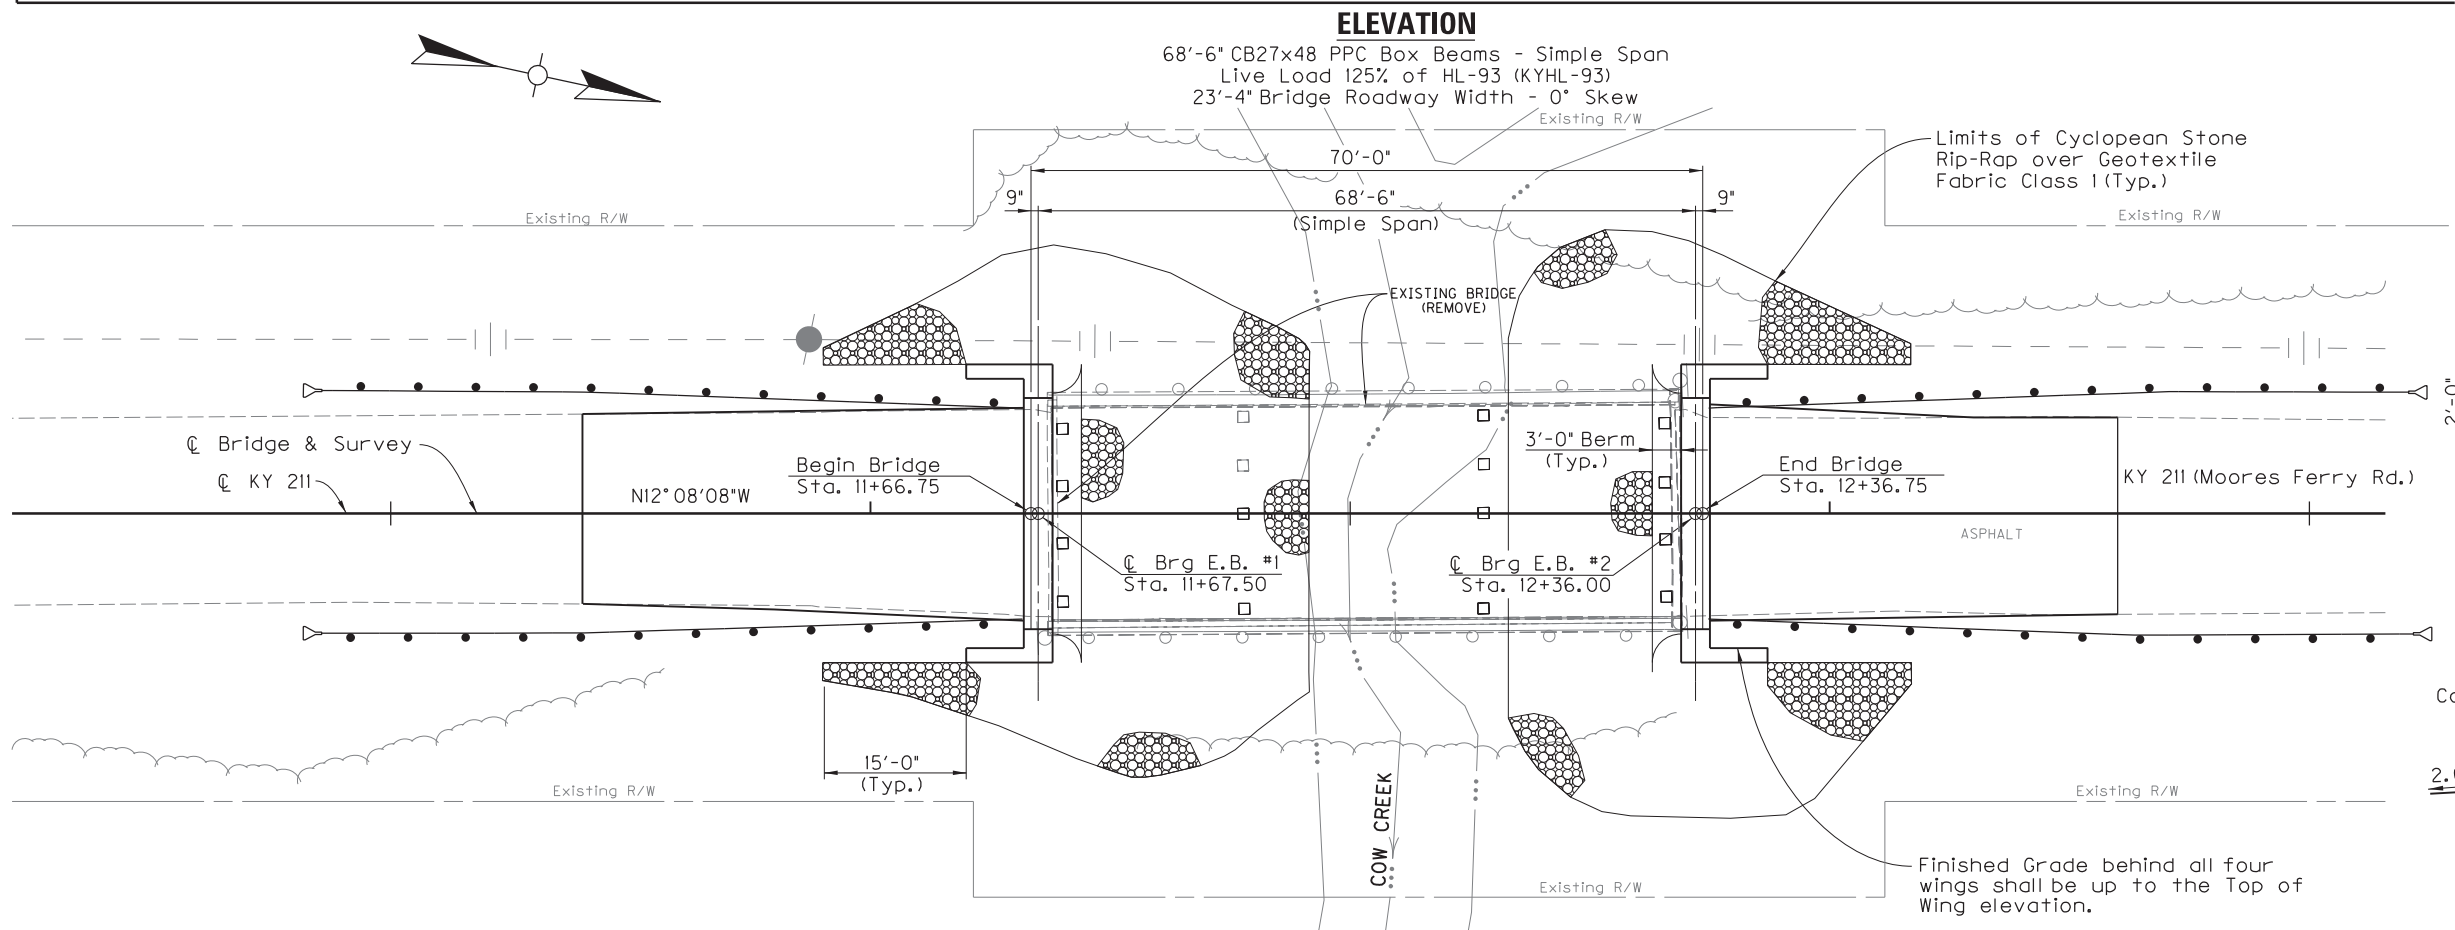 ELEVATION
68'-6" CB27x48 PPC Box Beams - Simple Span
Live Load 125% of HL-93 (KYHL-93)
23'-4" Bridge Roadway Width - 0° Skew
Existing R/W
Limits of Cyclopean Stone
Rip-Rap over Geotextile
Fabric Class 1 (Typ.)
70'-0"
9"
68'-6"
(Simple Span)
9"
Existing R/W
Existing R/W
EXISTING BRIDGE
(REMOVE)
2'-0"
℄ Bridge & Survey
℄ KY 211
N12°08'08"W
Begin Bridge
Sta. 11+66.75
3'-0" Berm
(Typ.)
End Bridge
Sta. 12+36.75
KY 211 (Moores Ferry Rd.)
ASPHALT
℄ Brg E.B. #1
Sta. 11+67.50
℄ Brg E.B. #2
Sta. 12+36.00
15'-0"
(Typ.)
Existing R/W
Existing R/W
COW CREEK
Existing R/W
Finished Grade behind all four
wings shall be up to the Top of
Wing elevation.